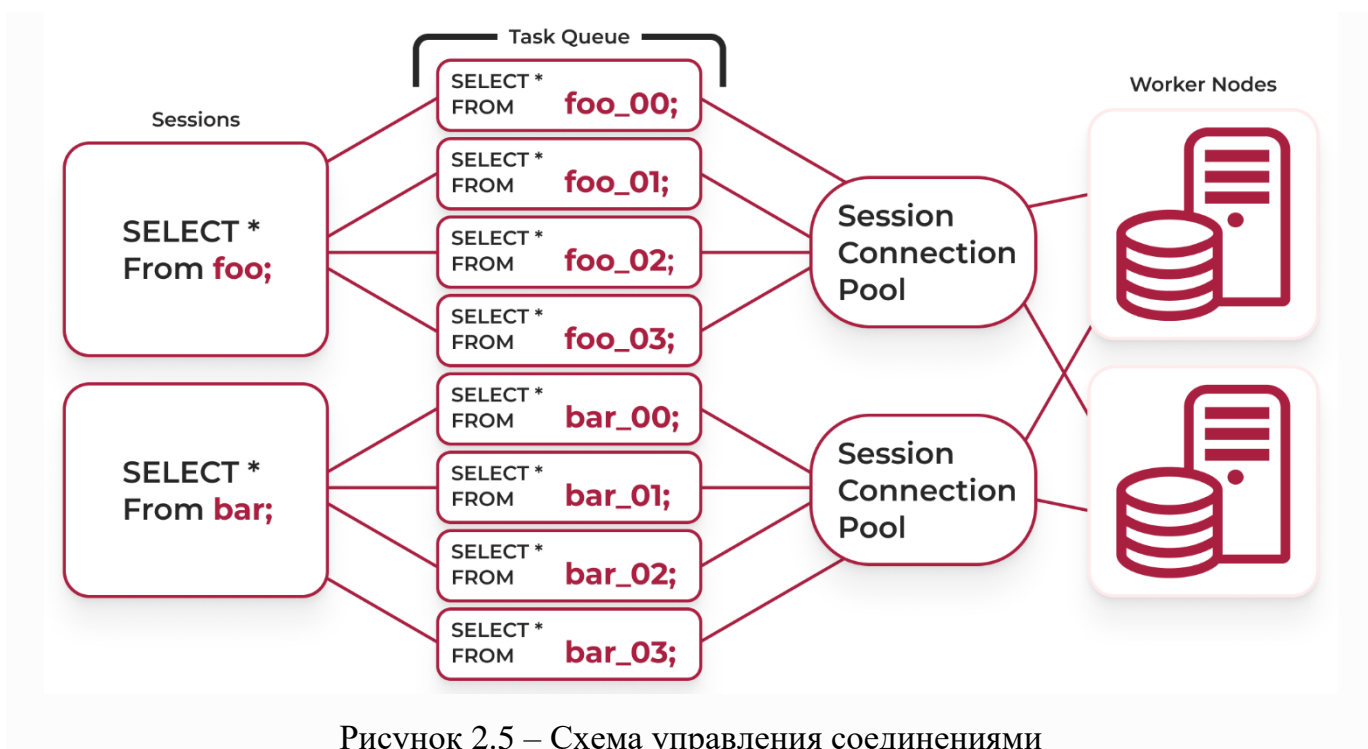 Task Queue
Sessions
Worker Nodes
SELECT *
From foo;
SELECT *
From bar;
SELECT *
FROM foo_00;
SELECT *
FROM foo_01;
SELECT *
FROM foo_02;
SELECT *
FROM foo_03;
SELECT *
FROM bar_00;
SELECT *
FROM bar_01;
SELECT *
FROM bar_02;
SELECT *
FROM bar_03;
Session
Connection
Pool
Session
Connection
Pool
Рисунок 2.5 – Схема управления соединениями